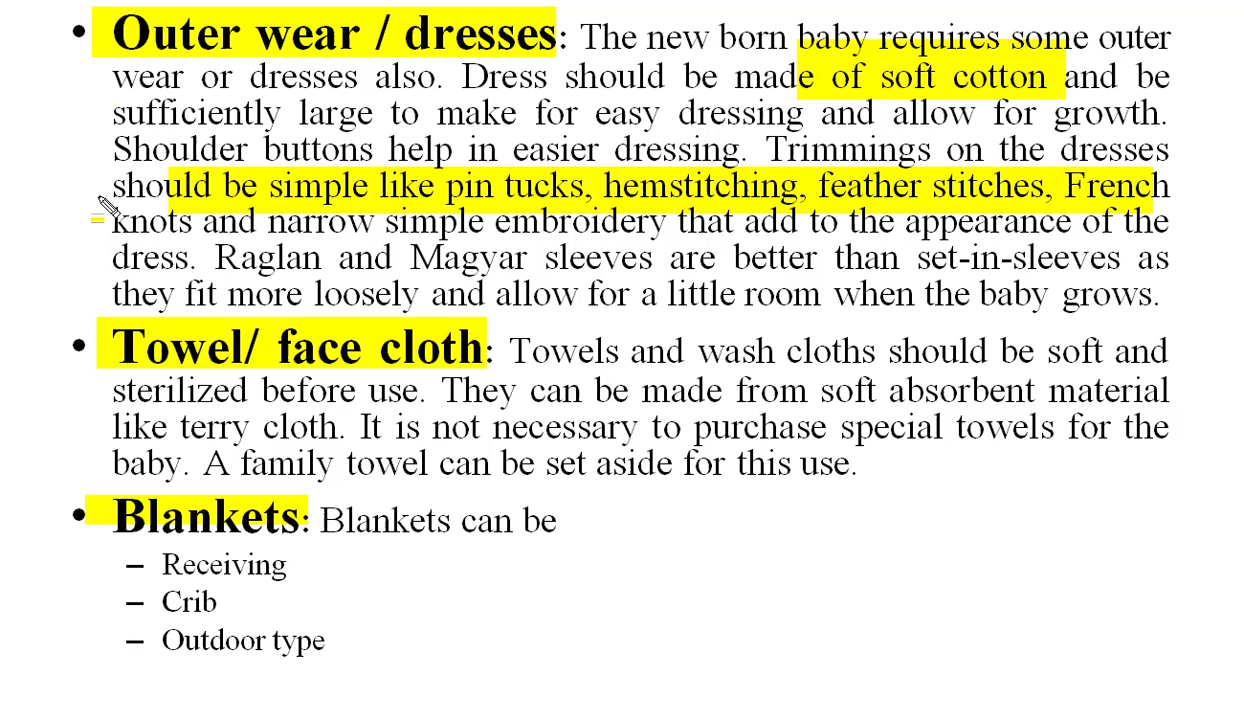 • Outer wear / dresses: The new born baby requires some outer
wear or dresses also. Dress should be made of soft cotton and be
sufficiently large to make for easy dressing and allow for growth.
Shoulder buttons help in easier dressing. Trimmings on the dresses
should be simple like pin tucks, hemstitching, feather stitches, French
knots and narrow simple embroidery that add to the appearance of the
dress. Raglan and Magyar sleeves are better than set-in-sleeves as
they fit more loosely and allow for a little room when the baby grows.
• Towel/ face cloth: Towels and wash cloths should be soft and
sterilized before use. They can be made from soft absorbent material
like terry cloth. It is not necessary to purchase special towels for the
baby. A family towel can be set aside for this use.
• Blankets: Blankets can be
– Receiving
– Crib
– Outdoor type